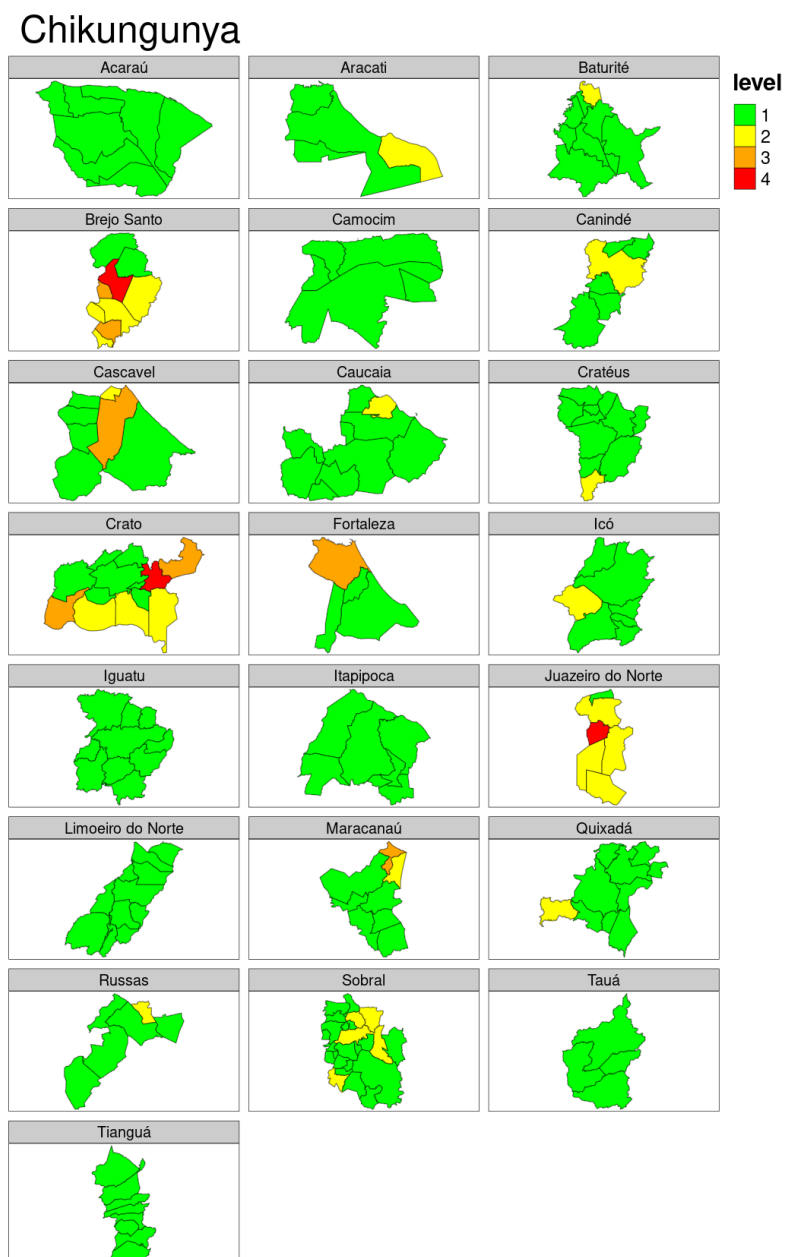 Chikungunya
Acaraú
Aracati
Baturité
level
1
2
3
4
Brejo Santo
Camocim
Canindé
Cascavel
Caucaia
Cratéus
Crato
Fortaleza
Icó
Iguatu
Itapipoca
Juazeiro do Norte
Limoeiro do Norte
Maracanaú
Quixadá
Russas
Sobral
Tauá
Tianguá